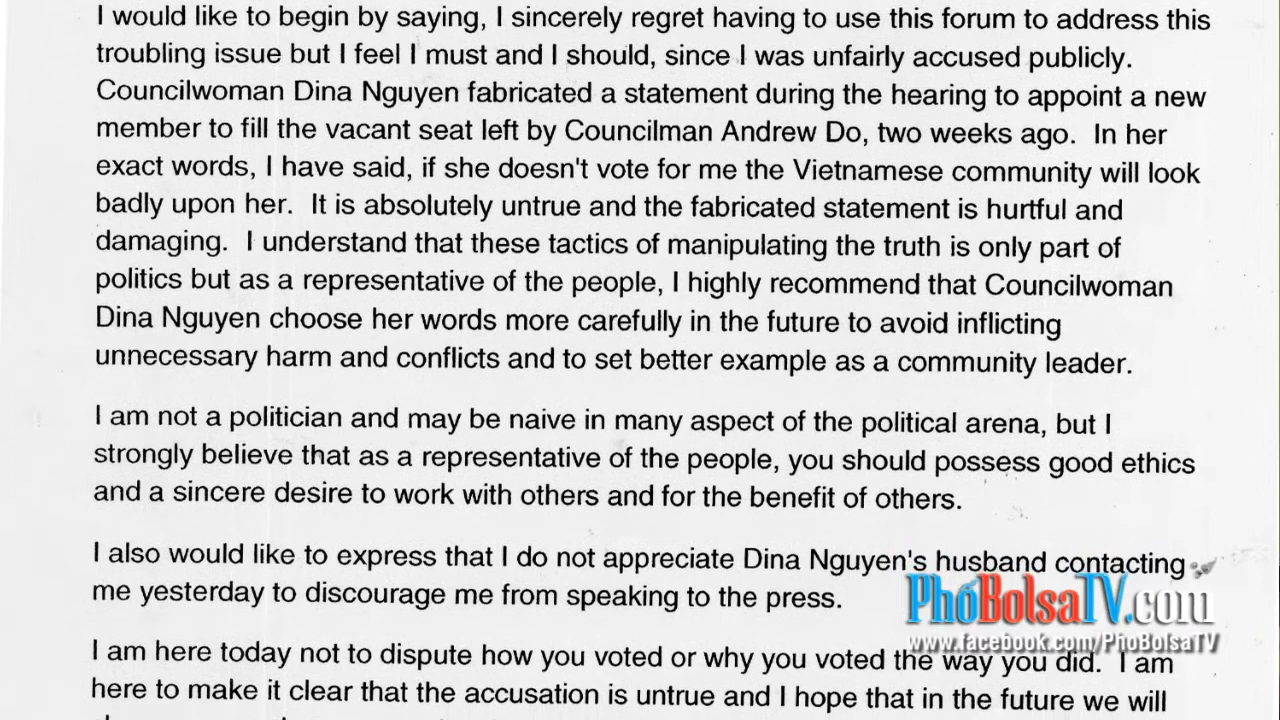 I would like to begin by saying, I sincerely regret having to use this forum to address this
troubling issue but I feel I must and I should, since I was unfairly accused publicly.
Councilwoman Dina Nguyen fabricated a statement during the hearing to appoint a new
member to fill the vacant seat left by Councilman Andrew Do, two weeks ago.  In her
exact words, I have said, if she doesn't vote for me the Vietnamese community will look
badly upon her.  It is absolutely untrue and the fabricated statement is hurtful and
damaging.  I understand that these tactics of manipulating the truth is only part of
politics but as a representative of the people, I highly recommend that Councilwoman
Dina Nguyen choose her words more carefully in the future to avoid inflicting
unnecessary harm and conflicts and to set better example as a community leader.
I am not a politician and may be naive in many aspect of the political arena, but I
strongly believe that as a representative of the people, you should possess good ethics
and a sincere desire to work with others and for the benefit of others.
I also would like to express that I do not appreciate Dina Nguyen's husband contacting
me yesterday to discourage me from speaking to the press.
PhốBolsaTV.com
www.facebook.com/PhoBolsaTV
I am here today not to dispute how you voted or why you voted the way you did.  I am
here to make it clear that the accusation is untrue and I hope that in the future we will